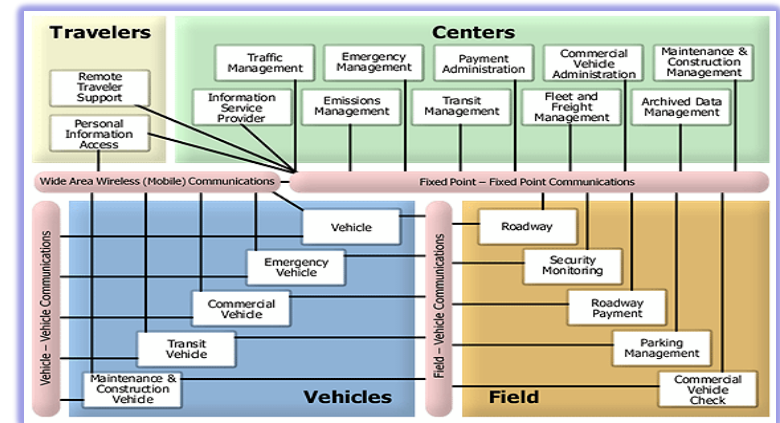 Travelers
Centers
Traffic
Management
Emergency
Management
Payment
Administration
Commercial
Vehicle
Administration
Maintenance &
Construction
Management
Remote
Traveler
Support
Information
Service
Provider
Emissions
Management
Transit
Management
Fleet and
Freight
Management
Archived Data
Management
Personal
Information
Access
Wide Area Wireless (Mobile) Communications
Fixed Point – Fixed Point Communications
Vehicle – Vehicle Communications
Vehicle
Emergency
Vehicle
Commercial
Vehicle
Transit
Vehicle
Maintenance &
Construction
Vehicle
Vehicles
Field – Vehicle Communications
Roadway
Security
Monitoring
Roadway
Payment
Parking
Management
Commercial
Vehicle
Check
Field